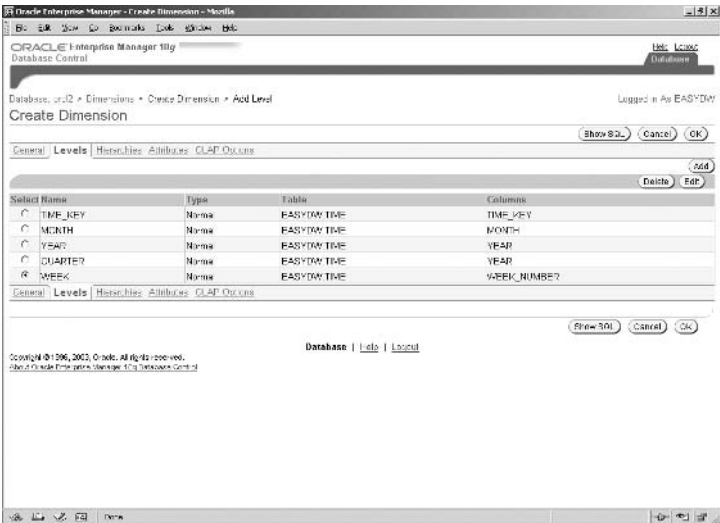 Oracle Enterprise Manager - Create Dimension - Mozilla
File Edit View Go Bookmarks Tools Window Help
ORACLE Enterprise Manager 10g
Database Control
Help Logout
Database
Database: orcl2 > Dimensions > Create Dimension > Add Level
Logged in As EASYDW
Create Dimension
Show SQL Cancel OK
General Levels Hierarchies Attributes OLAP Options
Add
Delete Edit
Select Name Type Table Columns
TIME_KEY Normal EASYDW.TIME TIME_KEY
MONTH Normal EASYDW.TIME MONTH
YEAR Normal EASYDW.TIME YEAR
QUARTER Normal EASYDW.TIME YEAR
WEEK Normal EASYDW.TIME WEEK_NUMBER
General Levels Hierarchies Attributes OLAP Options
Show SQL Cancel OK
Database | Help | Logout
Copyright © 1996, 2003, Oracle. All rights reserved.
About Oracle Enterprise Manager 10g Database Control
Done